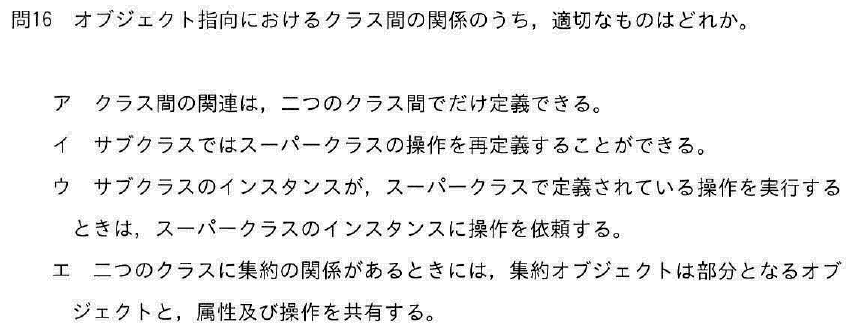 問16　オブジェクト指向におけるクラス間の関係のうち，適切なものはどれか。
ア　クラス間の関連は，二つのクラス間でだけ定義できる。
イ　サブクラスではスーパークラスの操作を再定義することができる。
ウ　サブクラスのインスタンスが，スーパークラスで定義されている操作を実行する
ときは，スーパークラスのインスタンスに操作を依頼する。
エ　二つのクラスに集約の関係があるときには，集約オブジェクトは部分となるオブ
ジェクトと，属性及び操作を共有する。